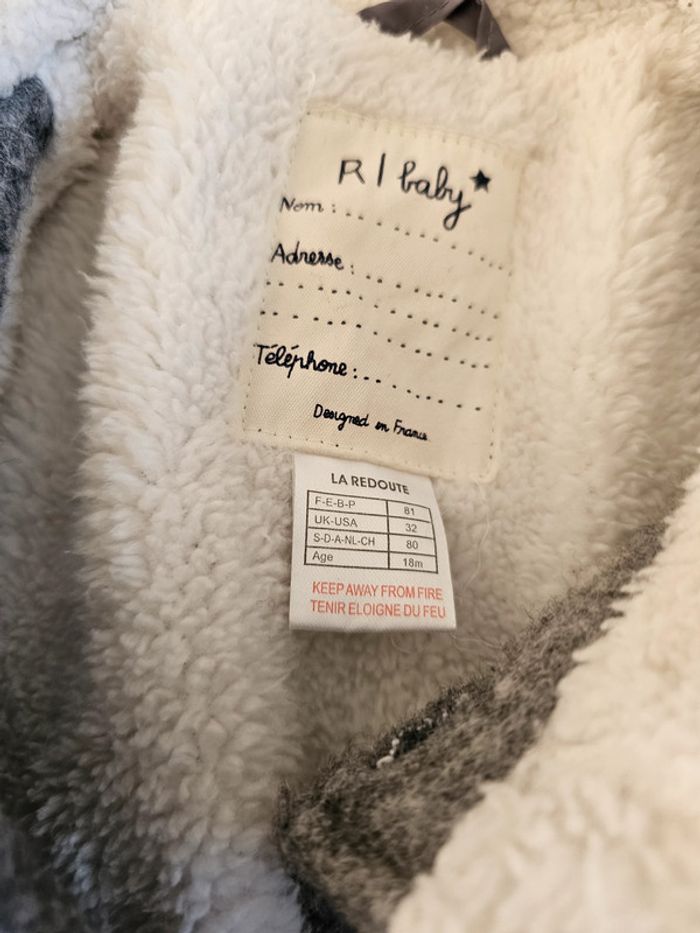 R | baby
Nom : . . . . . . . . . . . . .
Adresse : . . . . . . . . . . .
. . . . . . . . . . . . . . . . .
. . . . . . . . . . . . . . . .
Téléphone : . . . . . . . . .
Designed in France
LA REDOUTE
F-E-B-P 81
UK-USA 32
S-D-A-NL-CH 80
Age 18m
KEEP AWAY FROM FIRE
TENIR ELOIGNE DU FEU